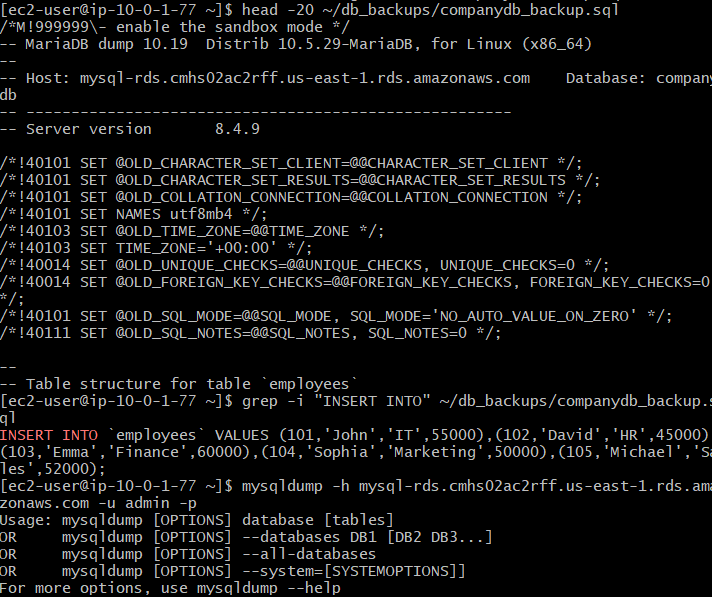 [ec2-user@ip-10-0-1-77 ~]$ head -20 ~/db_backups/companydb_backup.sql
/*M!999999\- enable the sandbox mode */
-- MariaDB dump 10.19  Distrib 10.5.29-MariaDB, for Linux (x86_64)
--
-- Host: mysql-rds.cmhs02ac2rff.us-east-1.rds.amazonaws.com    Database: company
db
-- ------------------------------------------------------
-- Server version       8.4.9

/*!40101 SET @OLD_CHARACTER_SET_CLIENT=@@CHARACTER_SET_CLIENT */;
/*!40101 SET @OLD_CHARACTER_SET_RESULTS=@@CHARACTER_SET_RESULTS */;
/*!40101 SET @OLD_COLLATION_CONNECTION=@@COLLATION_CONNECTION */;
/*!40101 SET NAMES utf8mb4 */;
/*!40103 SET @OLD_TIME_ZONE=@@TIME_ZONE */;
/*!40103 SET TIME_ZONE='+00:00' */;
/*!40014 SET @OLD_UNIQUE_CHECKS=@@UNIQUE_CHECKS, UNIQUE_CHECKS=0 */;
/*!40014 SET @OLD_FOREIGN_KEY_CHECKS=@@FOREIGN_KEY_CHECKS, FOREIGN_KEY_CHECKS=0
*/;
/*!40101 SET @OLD_SQL_MODE=@@SQL_MODE, SQL_MODE='NO_AUTO_VALUE_ON_ZERO' */;
/*!40111 SET @OLD_SQL_NOTES=@@SQL_NOTES, SQL_NOTES=0 */;

--
-- Table structure for table `employees`
[ec2-user@ip-10-0-1-77 ~]$ grep -i "INSERT INTO" ~/db_backups/companydb_backup.s
ql
INSERT INTO `employees` VALUES (101,'John','IT',55000),(102,'David','HR',45000)
(103,'Emma','Finance',60000),(104,'Sophia','Marketing',50000),(105,'Michael','Sa
les',52000);
[ec2-user@ip-10-0-1-77 ~]$ mysqldump -h mysql-rds.cmhs02ac2rff.us-east-1.rds.ama
zonaws.com -u admin -p
Usage: mysqldump [OPTIONS] database [tables]
OR     mysqldump [OPTIONS] --databases DB1 [DB2 DB3...]
OR     mysqldump [OPTIONS] --all-databases
OR     mysqldump [OPTIONS] --system=[SYSTEMOPTIONS]]
For more options, use mysqldump --help